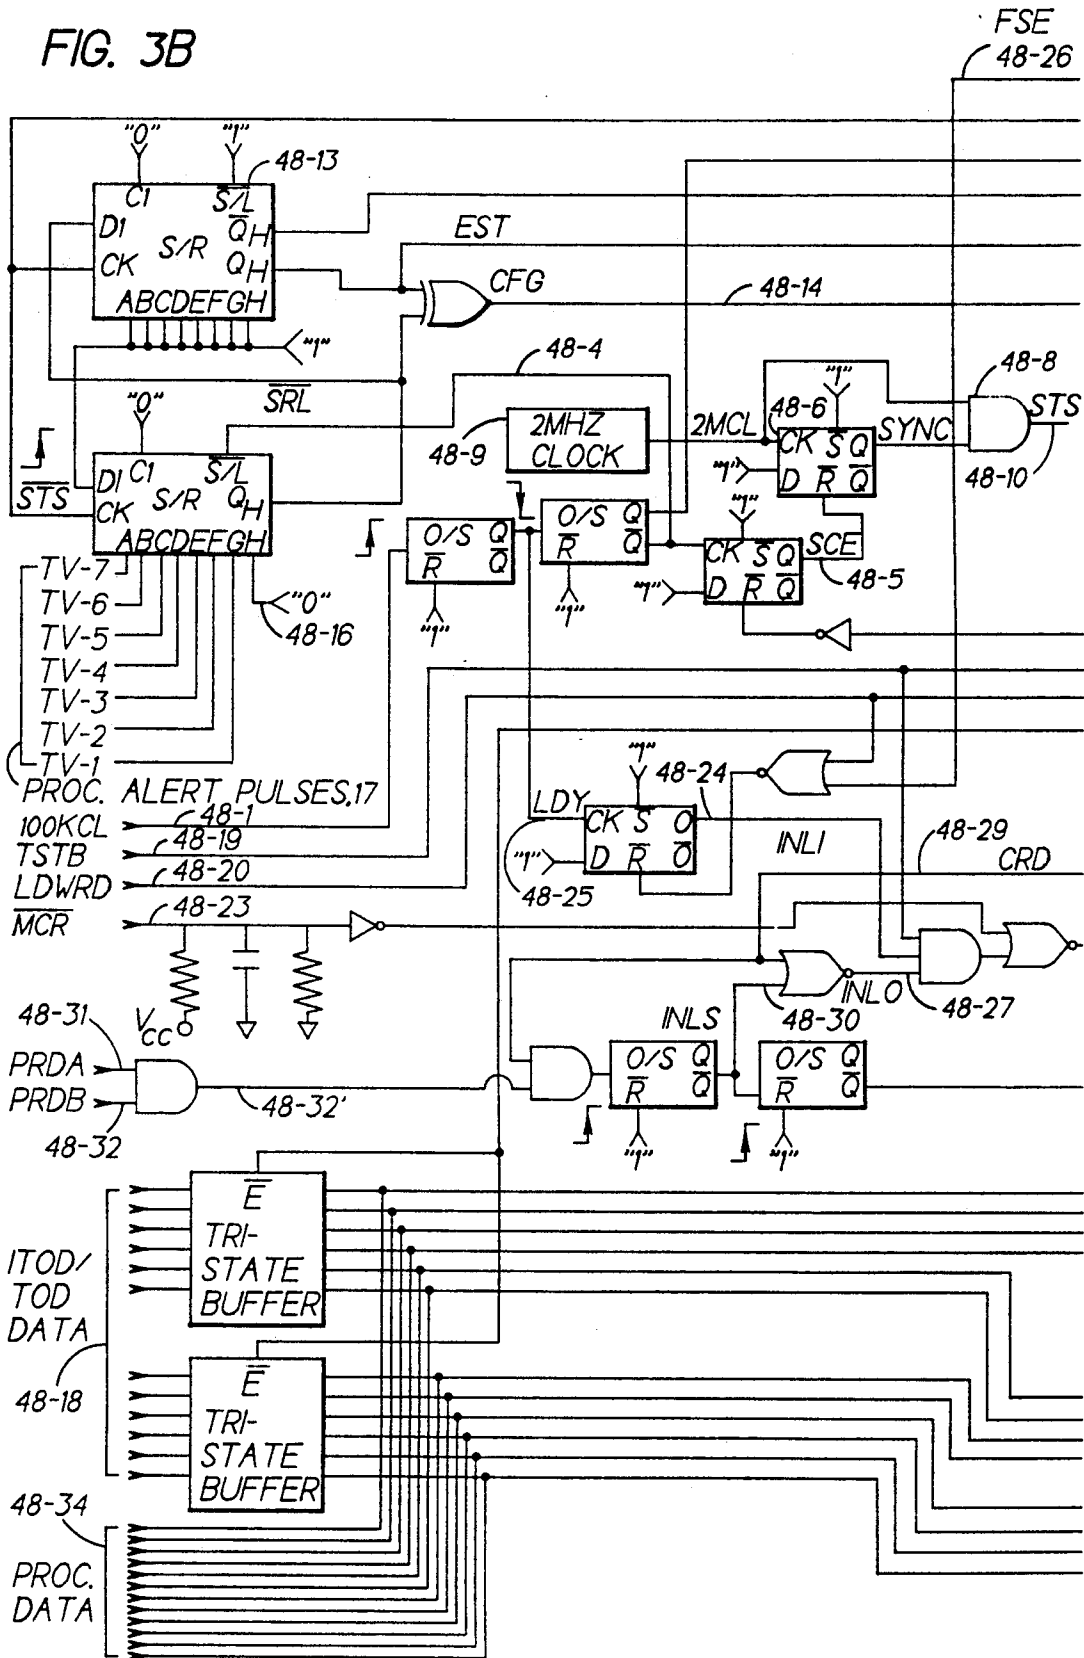 FIG. 3B
FSE
48-26
"0"
"1"
48-13
C1
S̅/̅L̅
D1
Q̅H
S/R
CK
QH
ABCDEFGH
"1"
EST
CFG
48-14
S̅R̅L̅
48-4
"0"
48-9
2MHZ
CLOCK
2MCL
48-6
"1"
CK S̅ Q
D R̅ Q̅
"1"
SYNC
48-8
STS
48-10
S̅T̅S̅
C1
S̅/̅L̅
D1
S/R
QH
CK
ABCDEFGH
"0"
48-16
O/S Q
Q̅
R̅
"1"
O/S Q
Q̅
R̅
"1"
"1"
CK S̅ Q
D R̅ Q̅
"1"
SCE
48-5
TV-7
TV-6
TV-5
TV-4
TV-3
TV-2
TV-1
PROC. ALERT PULSES,17
100KCL
48-1
TSTB
48-19
LDWRD
48-20
M̅C̅R̅
48-23
LDY
"1"
CK S̅ O
D R̅ O̅
"1"
48-25
48-24
INLI
48-29
CRD
VCC
48-31
PRDA
PRDB
48-32
48-32'
INLS
48-30
INLO
48-27
O/S Q
Q̅
R̅
"1"
O/S Q
Q̅
R̅
"1"
ITOD/
TOD
DATA
48-18
E̅
TRI-
STATE
BUFFER
E̅
TRI-
STATE
BUFFER
48-34
PROC.
DATA